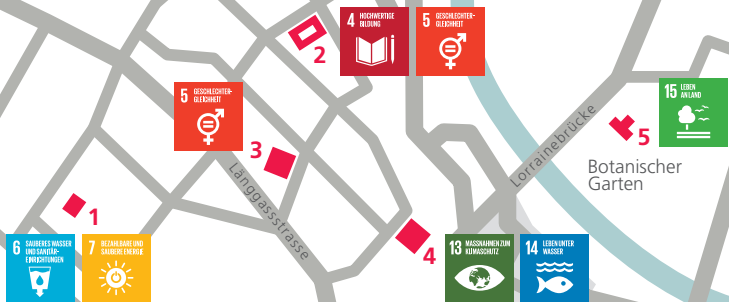 4 HOCHWERTIGE
BILDUNG
5 GESCHLECHTER-
GLEICHHEIT
2
5 GESCHLECHTER-
GLEICHHEIT
15 LEBEN
AN LAND
Lorrainebrücke
5
3
Botanischer
Garten
Länggassstrasse
1
4
6 SAUBERES WASSER
UND SANITÄR-
EINRICHTUNGEN
7 BEZAHLBARE UND
SAUBERE ENERGIE
13 MASSNAHMEN ZUM
KLIMASCHUTZ
14 LEBEN UNTER
WASSER